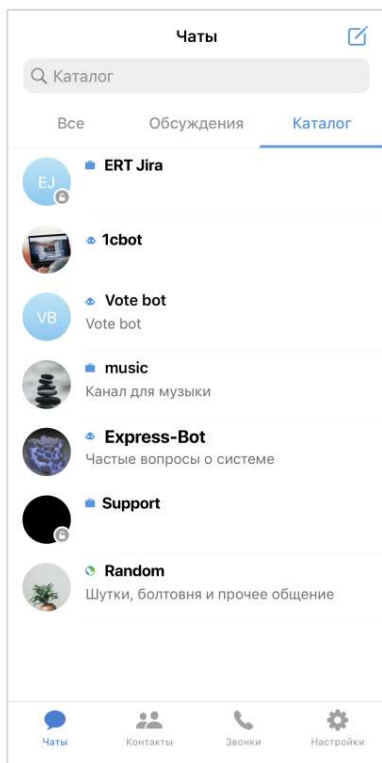 Чаты
Каталог
Все Обсуждения Каталог
EJ
ERT Jira
1cbot
VB
Vote bot
Vote bot
music
Канал для музыки
Express-Bot
Частые вопросы о системе
Support
Random
Шутки, болтовня и прочее общение
Чаты Контакты Звонки Настройки